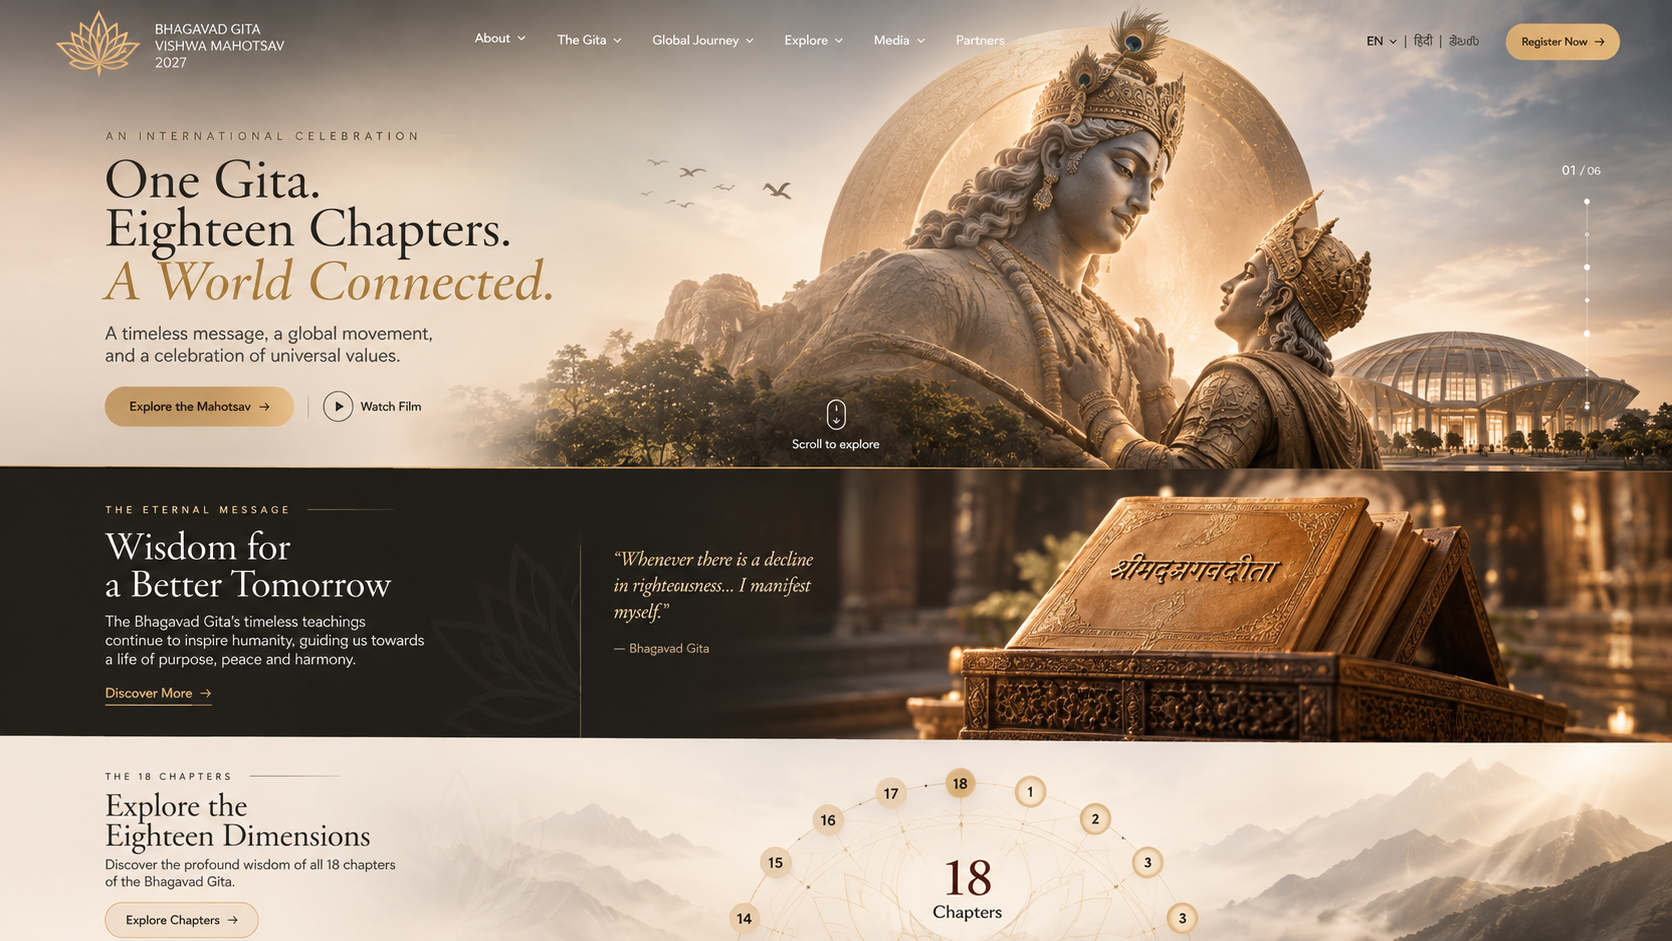 BHAGAVAD GITA
VISHWA MAHOTSAV
2027
About
The Gita
Global Journey
Explore
Media
Partners
EN | हिंदी |
Register Now →
AN INTERNATIONAL CELEBRATION
One Gita.
Eighteen Chapters.
A World Connected.
A timeless message, a global movement,
and a celebration of universal values.
Explore the Mahotsav →
Watch Film
Scroll to explore
01 / 06
THE ETERNAL MESSAGE
Wisdom for
a Better Tomorrow
The Bhagavad Gita's timeless teachings
continue to inspire humanity, guiding us towards
a life of purpose, peace and harmony.
Discover More →
“Whenever there is a decline
in righteousness... I manifest
myself.”
— Bhagavad Gita
THE 18 CHAPTERS
Explore the
Eighteen Dimensions
Discover the profound wisdom of all 18 chapters
of the Bhagavad Gita.
Explore Chapters →
18
Chapters
14
15
16
17
18
1
2
3
3